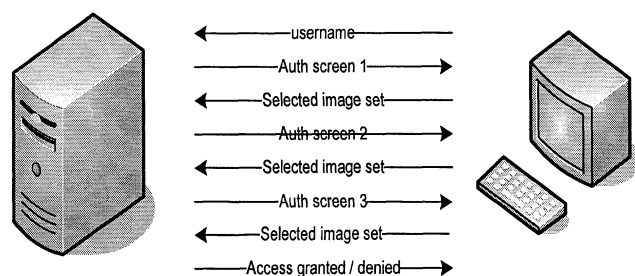 username
Auth screen 1
Selected image set
Auth screen 2
Selected image set
Auth screen 3
Selected image set
Access granted / denied